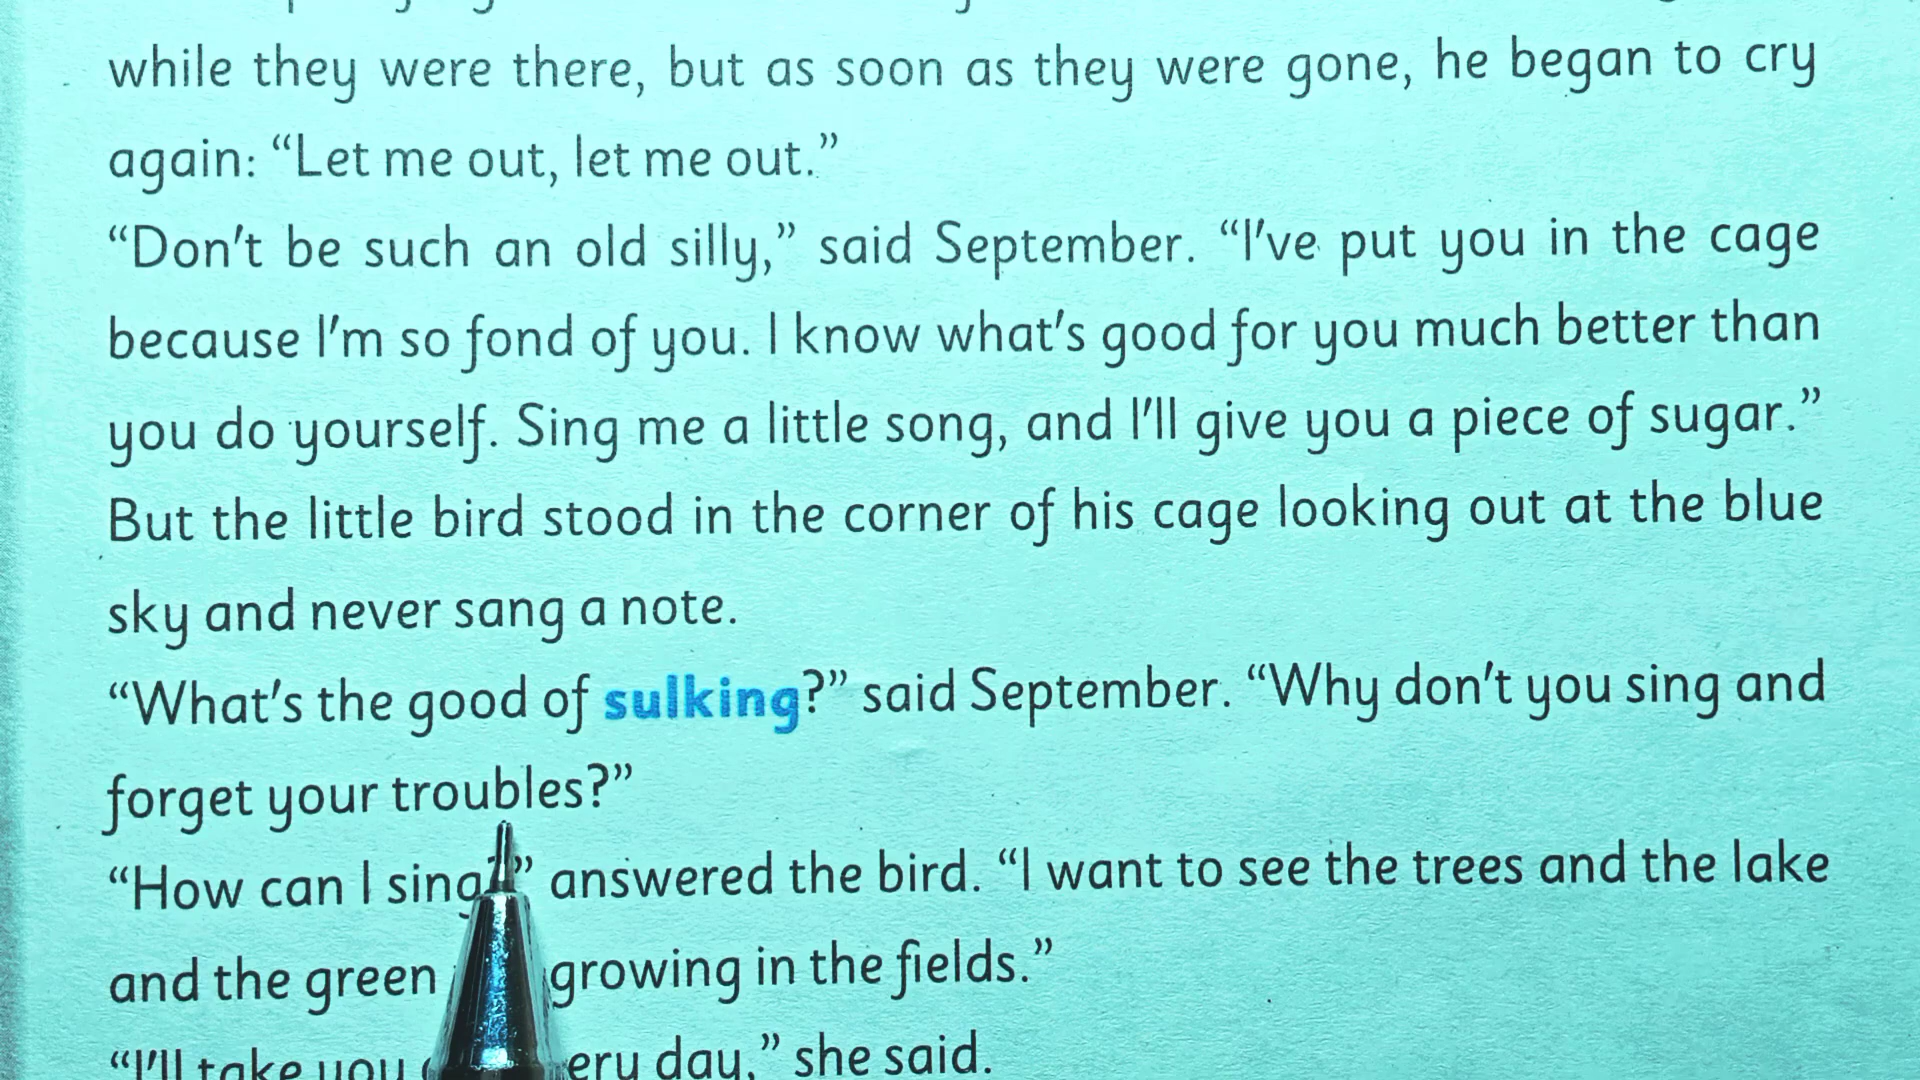 while they were there, but as soon as they were gone, he began to cry
again: “Let me out, let me out.”
“Don't be such an old silly,” said September. “I've put you in the cage
because I'm so fond of you. I know what's good for you much better than
you do yourself. Sing me a little song, and I'll give you a piece of sugar.”
But the little bird stood in the corner of his cage looking out at the blue
sky and never sang a note.
“What's the good of sulking?” said September. “Why don't you sing and
forget your troubles?”
“How can I sing?” answered the bird. “I want to see the trees and the lake
and the green growing in the fields.”
“I'll take you day,” she said.